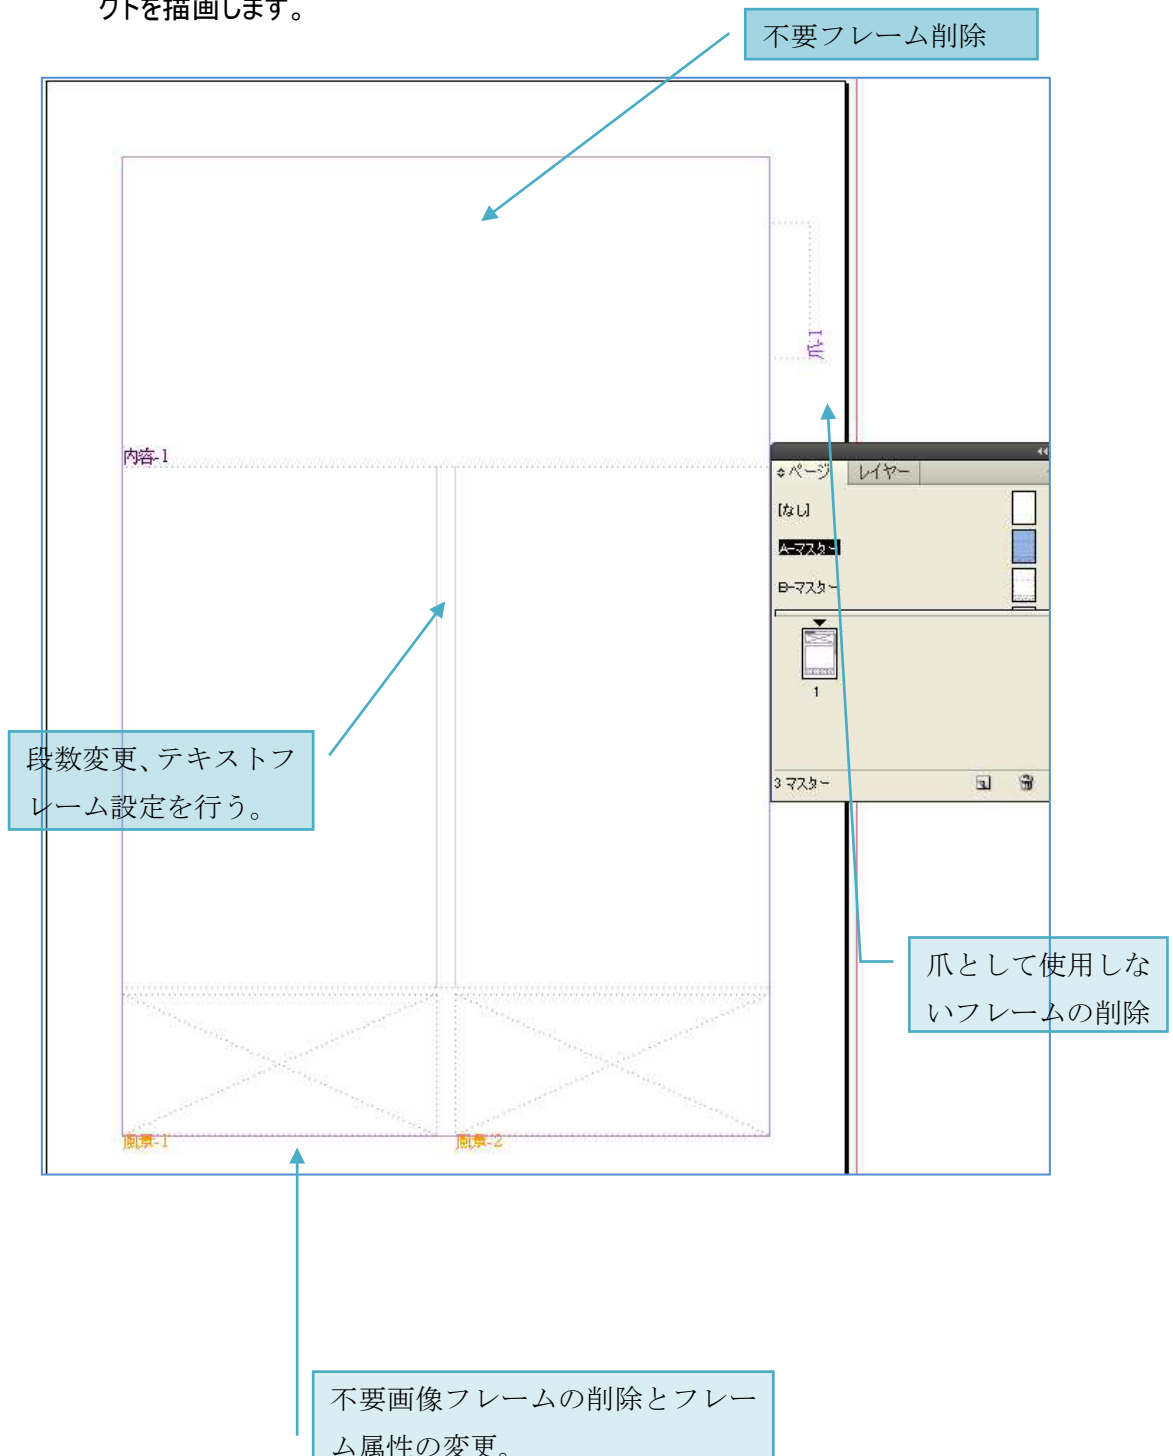 クトを描画します。
不要フレーム削除
爪-1
内容-1
ページ
レイヤー
[なし]
A-マスター
B-マスター
1
3 マスター
段数変更、テキストフ
レーム設定を行う。
爪として使用しな
いフレームの削除
風景-1
風景-2
不要画像フレームの削除とフレー
ム属性の変更。